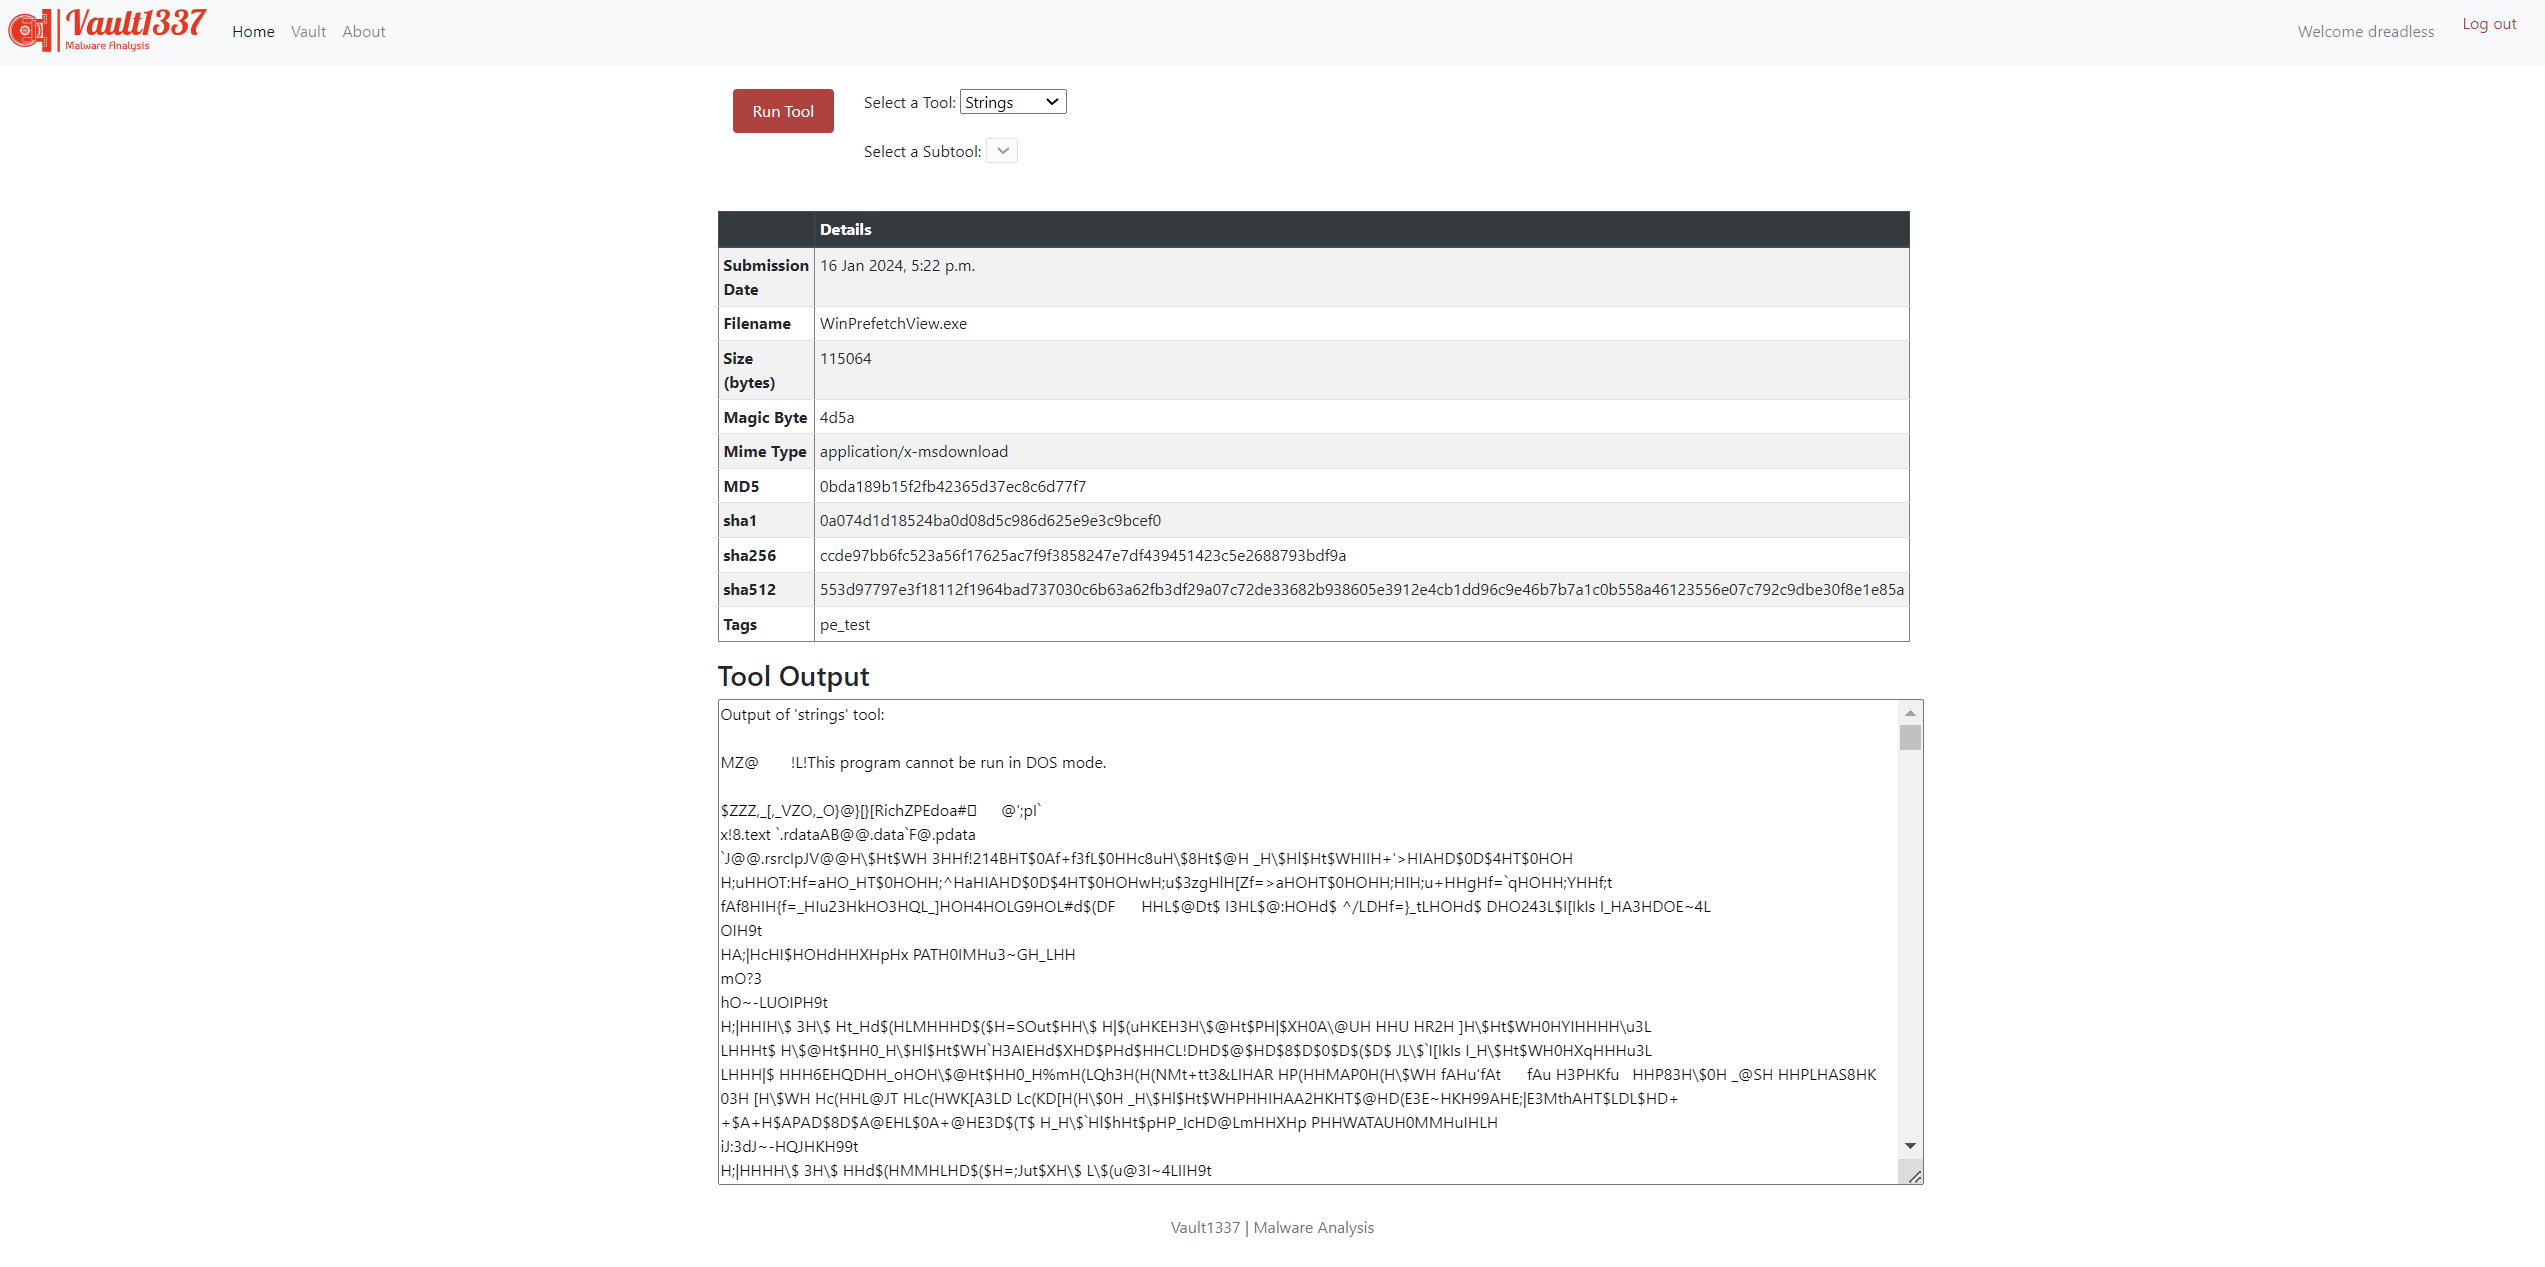 Vault1337
Malware Analysis
Home Vault About
Welcome dreadless
Log out
Run Tool
Select a Tool: Strings
Select a Subtool:
Details
Submission Date 16 Jan 2024, 5:22 p.m.
Filename WinPrefetchView.exe
Size (bytes) 115064
Magic Byte 4d5a
Mime Type application/x-msdownload
MD5 0bda189b15f2fb42365d37ec8c6d77f7
sha1 0a074d1d18524ba0d08d5c986d625e9e3c9bcef0
sha256 ccde97bb6fc523a56f17625ac7f9f3858247e7df439451423c5e2688793bdf9a
sha512 553d97797e3f18112f1964bad737030c6b63a62fb3df29a07c72de33682b938605e3912e4cb1dd96c9e46b7b7a1c0b558a46123556e07c792c9dbe30f8e1e85a
Tags pe_test
Tool Output
Output of 'strings' tool:
MZ@ !L!This program cannot be run in DOS mode.
$ZZZ,_[,_VZO,_O}@}[}[RichZPEdoa# @';pI`
x!8.text `.rdataAB@@.data`F@.pdata
`J@@.rsrcIpJV@@H\$Ht$WH 3HHf!214BHT$0Af+f3fL$0HHc8uH\$8Ht$@H _H\$Hl$Ht$WHIIH+'>HIAHD$0D$4HT$0HOH
H;uHHOT:Hf=aHO_HT$0HOHH;^HaHIAHD$0D$4HT$0HOHwH;u$3zgHlH[Zf=>aHOHT$0HOHH;HIH;u+HHgHf=`qHOHH;YHHf;t
fAf8HIH{f=_HIu23HkHO3HQL_]HOH4HOLG9HOL#d$(DF HHL$@Dt$ I3HL$@:HOHd$ ^/LDHf=}_tLHOHd$ DHO243L$I[IkIs I_HA3HDOE~4L
OIH9t
HA;|HcHI$HOHdHHXHpHx PATH0IMHu3~GH_LHH
mO?3
hO~-LUOIPH9t
H;|HHIH\$ 3H\$ Ht_Hd$(HLMHHHD$($H=SOut$HH\$ H|$(uHKEH3H\$@Ht$PH|$XH0A\@UH HHU HR2H ]H\$Ht$WH0HYIHHHH\u3L
LHHHt$ H\$@Ht$HH0_H\$Hl$Ht$WH`H3AIEHd$XHD$PHd$HHCL!DHD$@$HD$8$D$0$D$($D$ JL\$`I[IkIs I_H\$Ht$WH0HXqHHHu3L
LHHH|$ HHH6EHQDHH_oHOH\$@Ht$HH0_H%mH(LQh3H(H(NMt+tt3&LIHAR HP(HHMAP0H(H\$WH fAHu'fAt fAu H3PHKfu HHP83H\$0H _@SH HHPLHAS8HK
03H [H\$WH Hc(HHL@JT HLc(HWK[A3LD Lc(KD[H(H\$0H _H\$Hl$Ht$WHPHHIHAA2HKHT$@HD(E3E~HKH99AHE;|E3MthAHT$LDL$HD+
+$A+H$APAD$8D$A@EHL$0A+@HE3D$(T$ H_H\$`Hl$hHt$pHP_IcHD@LmHHXHp PHHWATAUH0MMHuIHLH
iJ:3dJ~-HQJHKH99t
H;|HHHH\$ 3H\$ HHd$(HMMHLHD$($H=;Jut$XH\$ L\$(u@3I~4LIIH9t
Vault1337 | Malware Analysis